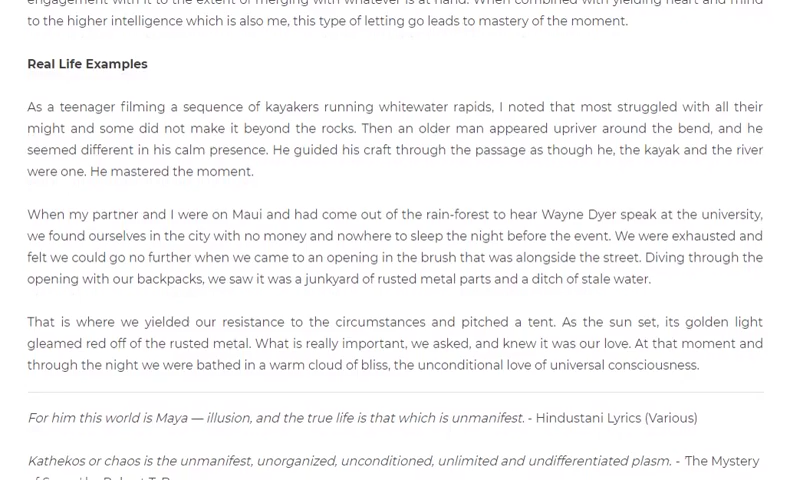 engagement with it to the extent of merging with whatever is at hand. When combined with yielding heart and mind
to the higher intelligence which is also me, this type of letting go leads to mastery of the moment.
Real Life Examples
As a teenager filming a sequence of kayakers running whitewater rapids, I noted that most struggled with all their
might and some did not make it beyond the rocks. Then an older man appeared upriver around the bend, and he
seemed different in his calm presence. He guided his craft through the passage as though he, the kayak and the river
were one. He mastered the moment.
When my partner and I were on Maui and had come out of the rain-forest to hear Wayne Dyer speak at the university,
we found ourselves in the city with no money and nowhere to sleep the night before the event. We were exhausted and
felt we could go no further when we came to an opening in the brush that was alongside the street. Diving through the
opening with our backpacks, we saw it was a junkyard of rusted metal parts and a ditch of stale water.
That is where we yielded our resistance to the circumstances and pitched a tent. As the sun set, its golden light
gleamed red off of the rusted metal. What is really important, we asked, and knew it was our love. At that moment and
through the night we were bathed in a warm cloud of bliss, the unconditional love of universal consciousness.
For him this world is Maya — illusion, and the true life is that which is unmanifest. - Hindustani Lyrics (Various)
Kathekos or chaos is the unmanifest, unorganized, unconditioned, unlimited and undifferentiated plasm. - The Mystery